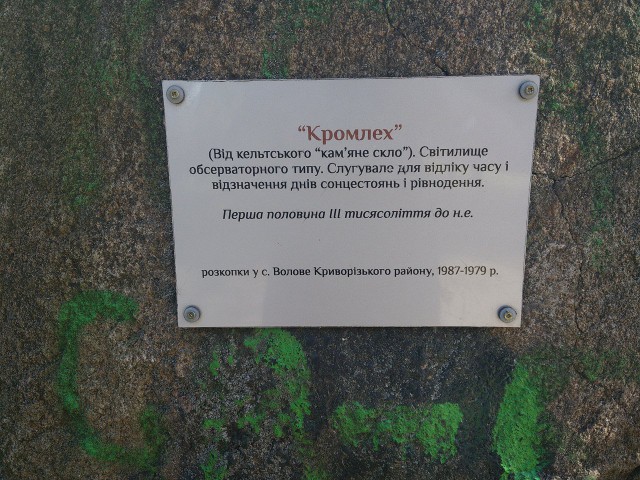 “Кромлех”
(Від кельтського “кам’яне скло”). Світилище
обсерваторного типу. Слугувало для відліку часу і
відзначення днів сонцестоянь і рівнодення.
Перша половина III тисясоліття до н.е.
розкопки у с. Волове Криворізького району, 1987-1979 р.